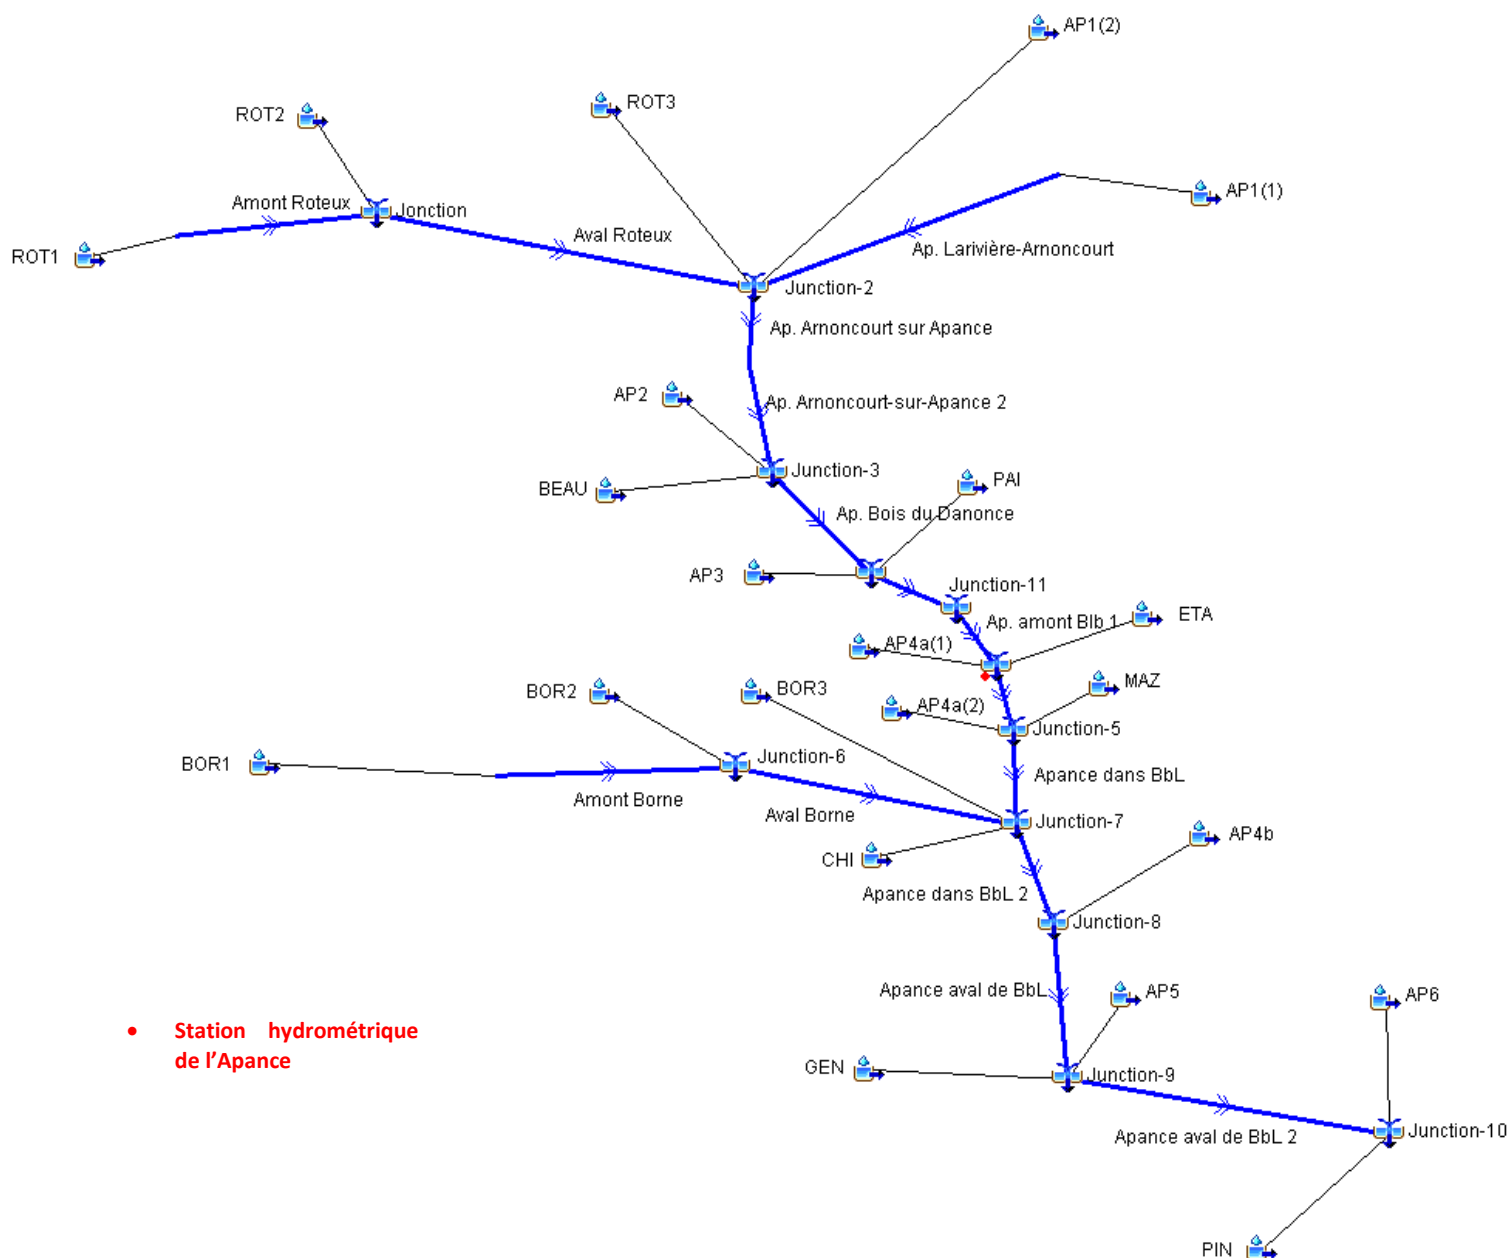 AP1(2)
ROT3
ROT2
AP1(1)
Amont Roteux
Jonction
Aval Roteux
Ap. Larivière-Arnoncourt
ROT1
Junction-2
Ap. Arnoncourt sur Apance
AP2
Ap. Arnoncourt-sur-Apance 2
Junction-3
PAI
BEAU
Ap. Bois du Danonce
AP3
Junction-11
ETA
Ap. amont Blb 1
AP4a(1)
MAZ
BOR2
BOR3
AP4a(2)
Junction-5
BOR1
Junction-6
Apance dans BbL
Amont Borne
Aval Borne
Junction-7
AP4b
CHI
Apance dans BbL 2
Junction-8
Apance aval de BbL
AP5
AP6
• Station hydrométrique
de l’Apance
GEN
Junction-9
Apance aval de BbL 2
Junction-10
PIN